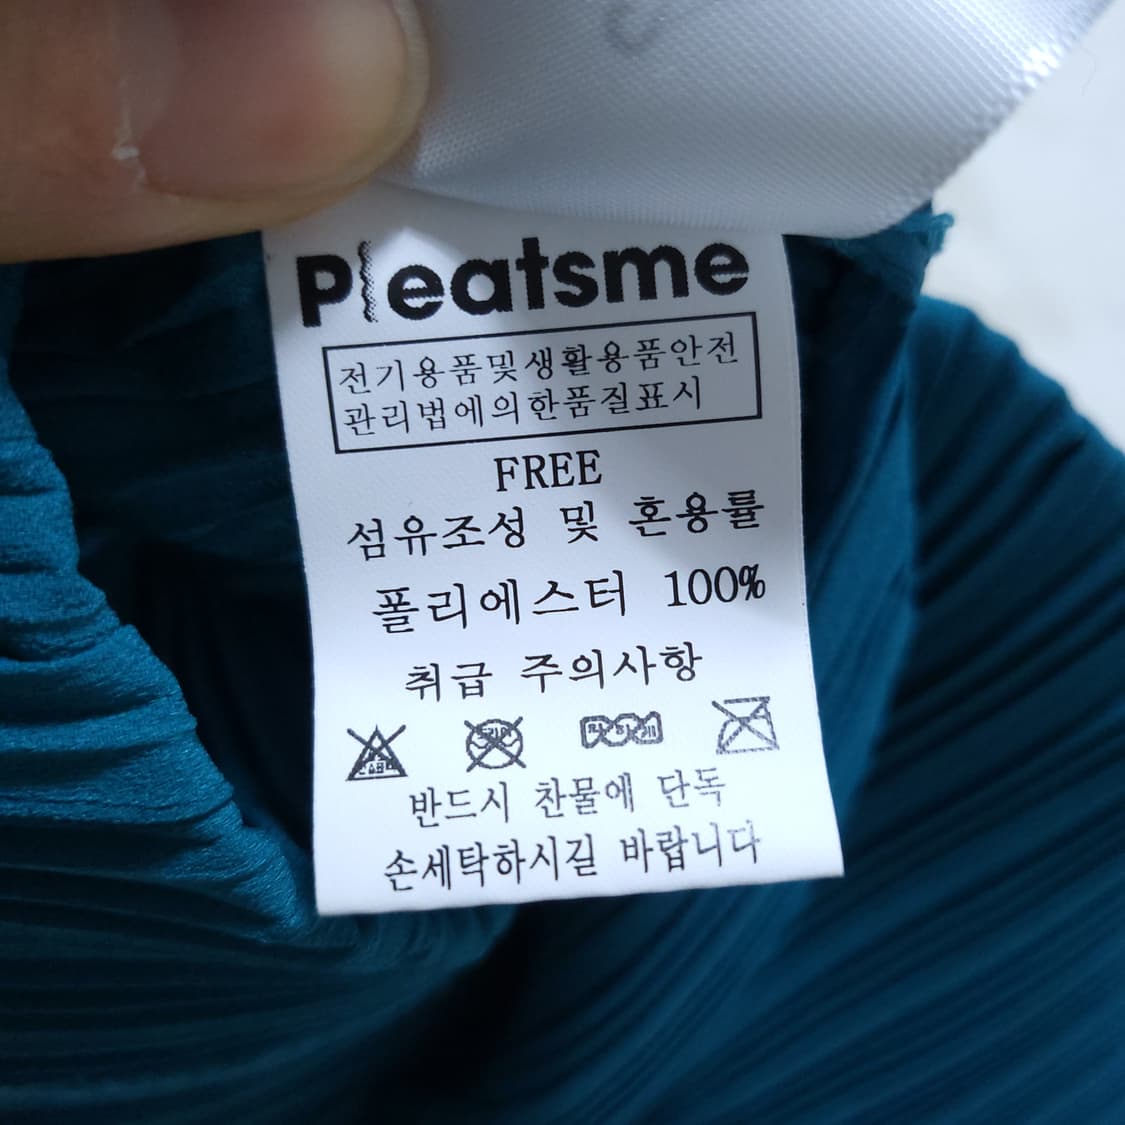 Pleatsme
전기용품및생활용품안전
관리법에의한품질표시
FREE
섬유조성 및 혼용률
폴리에스터 100%
취급 주의사항
반드시 찬물에 단독
손세탁하시길 바랍니다